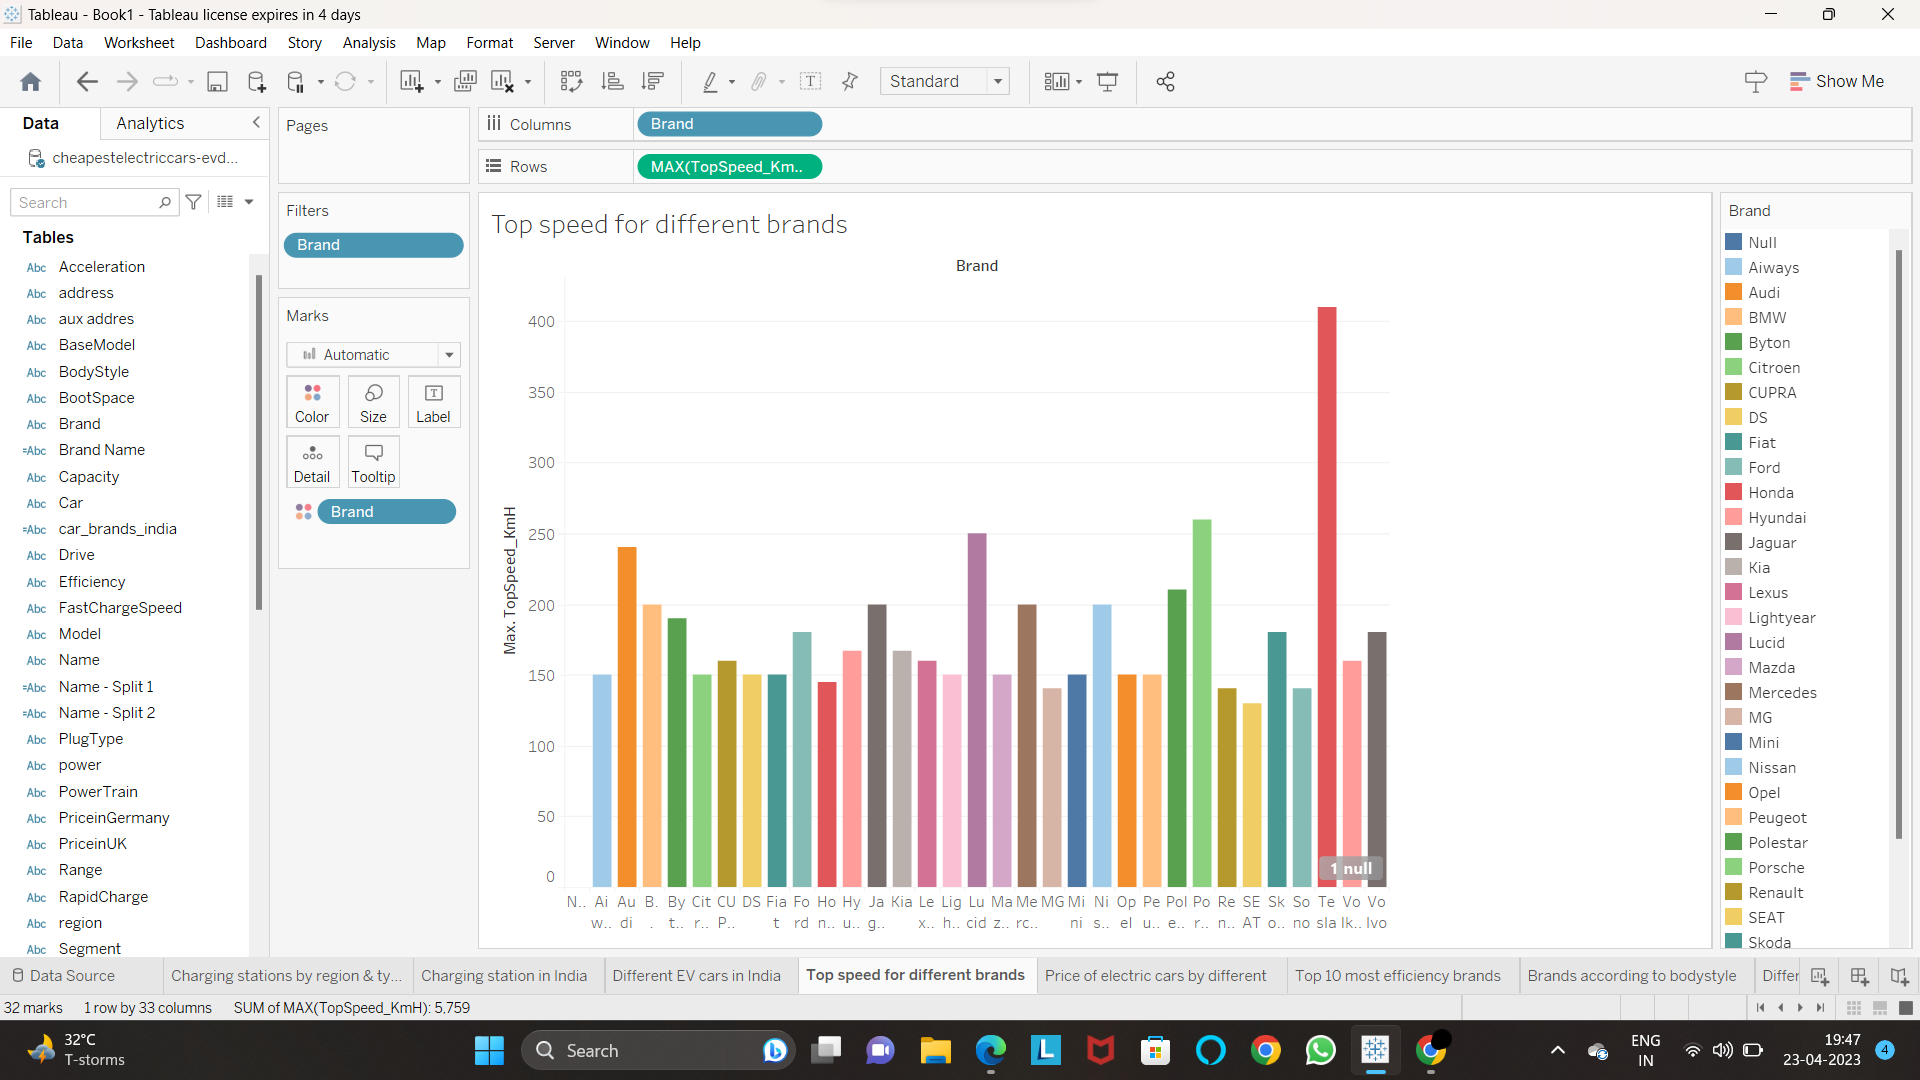 Tableau - Book1 - Tableau license expires in 4 days
File Data Worksheet Dashboard Story Analysis Map Format Server Window Help
Standard
Show Me
Data Analytics
cheapestelectriccars-evd...
Search
Tables
Abc Acceleration
Abc address
Abc aux addres
Abc BaseModel
Abc BodyStyle
Abc BootSpace
Abc Brand
=Abc Brand Name
Abc Capacity
Abc Car
=Abc car_brands_india
Abc Drive
Abc Efficiency
Abc FastChargeSpeed
Abc Model
Abc Name
=Abc Name - Split 1
=Abc Name - Split 2
Abc PlugType
Abc power
Abc PowerTrain
Abc PriceinGermany
Abc PriceinUK
Abc Range
Abc RapidCharge
Abc region
Abc Segment
Pages
Filters
Brand
Marks
Automatic
Color Size Label
Detail Tooltip
Brand
Columns Brand
Rows MAX(TopSpeed_Km..
Top speed for different brands
Brand
Max. TopSpeed_KmH
400
350
300
250
200
150
100
50
0
1 null
N.. Ai Au B. By Cit CU DS Fia Fo Ho Hy Ja Kia Le Lig Lu Ma Me MG Mi Ni Op Pe Pol Po Re SE Sk So Te Vo Vo
w.. di . t.. r.. P.. t rd n.. u.. g.. x.. h.. cid z.. rc.. ni s.. el u.. e.. r.. n.. AT o.. no sla lk.. lvo
Brand
Null
Aiways
Audi
BMW
Byton
Citroen
CUPRA
DS
Fiat
Ford
Honda
Hyundai
Jaguar
Kia
Lexus
Lightyear
Lucid
Mazda
Mercedes
MG
Mini
Nissan
Opel
Peugeot
Polestar
Porsche
Renault
SEAT
Skoda
Data Source Charging stations by region & ty... Charging station in India Different EV cars in India Top speed for different brands Price of electric cars by different Top 10 most efficiency brands Brands according to bodystyle Differ
32 marks 1 row by 33 columns SUM of MAX(TopSpeed_KmH): 5,759
32°C
T-storms
Search
ENG
IN
19:47
23-04-2023
4